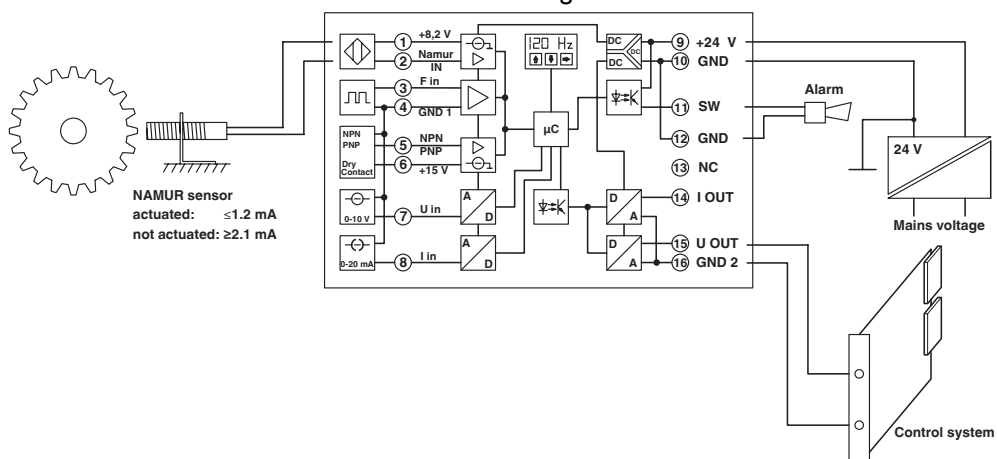 120 Hz
1 +8,2 V
2 Namur IN
3 F in
4 GND 1
NPN
PNP
Dry
Contact
5 NPN
PNP
6 +15 V
0-10 V
7 U in
0-20 mA
8 I in
A
D
A
D
µC
DC
DC
DC
D
A
D
A
9 +24 V
10 GND
11 SW
12 GND
13 NC
14 I OUT
15 U OUT
16 GND 2
Alarm
24 V
Mains voltage
Control system
NAMUR sensor
actuated: ≤1.2 mA
not actuated: ≥2.1 mA